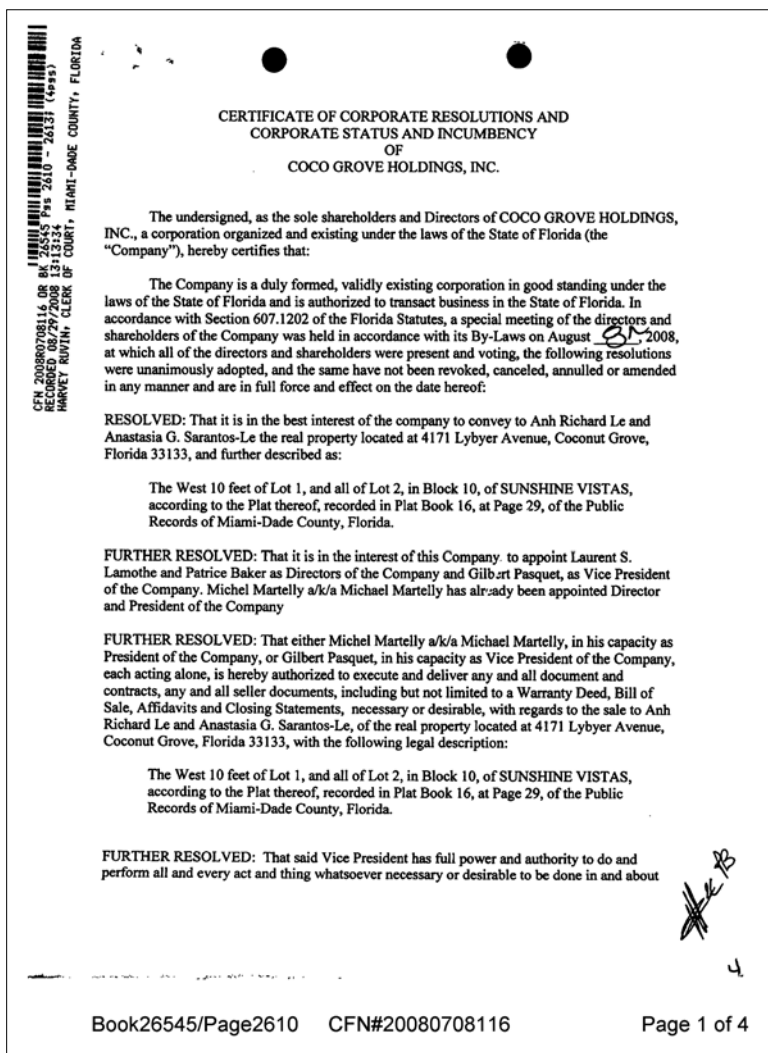 CFN 2008R0708116
OR BK 26545 Pgs 2610 - 2613; (4pgs)
RECORDED 08/29/2008 13:13:34
HARVEY RUVIN, CLERK OF COURT, MIAMI-DADE COUNTY, FLORIDA
CERTIFICATE OF CORPORATE RESOLUTIONS AND
CORPORATE STATUS AND INCUMBENCY
OF
COCO GROVE HOLDINGS, INC.
The undersigned, as the sole shareholders and Directors of COCO GROVE HOLDINGS,
INC., a corporation organized and existing under the laws of the State of Florida (the
“Company”), hereby certifies that:
The Company is a duly formed, validly existing corporation in good standing under the
laws of the State of Florida and is authorized to transact business in the State of Florida. In
accordance with Section 607.1202 of the Florida Statutes, a special meeting of the directors and
shareholders of the Company was held in accordance with its By-Laws on August , 2008,
at which all of the directors and shareholders were present and voting, the following resolutions
were unanimously adopted, and the same have not been revoked, canceled, annulled or amended
in any manner and are in full force and effect on the date hereof:
RESOLVED: That it is in the best interest of the company to convey to Anh Richard Le and
Anastasia G. Sarantos-Le the real property located at 4171 Lybyer Avenue, Coconut Grove,
Florida 33133, and further described as:
The West 10 feet of Lot 1, and all of Lot 2, in Block 10, of SUNSHINE VISTAS,
according to the Plat thereof, recorded in Plat Book 16, at Page 29, of the Public
Records of Miami-Dade County, Florida.
FURTHER RESOLVED: That it is in the interest of this Company to appoint Laurent S.
Lamothe and Patrice Baker as Directors of the Company and Gilbert Pasquet, as Vice President
of the Company. Michel Martelly a/k/a Michael Martelly has already been appointed Director
and President of the Company
FURTHER RESOLVED: That either Michel Martelly a/k/a Michael Martelly, in his capacity as
President of the Company, or Gilbert Pasquet, in his capacity as Vice President of the Company,
each acting alone, is hereby authorized to execute and deliver any and all document and
contracts, any and all seller documents, including but not limited to a Warranty Deed, Bill of
Sale, Affidavits and Closing Statements, necessary or desirable, with regards to the sale to Anh
Richard Le and Anastasia G. Sarantos-Le, of the real property located at 4171 Lybyer Avenue,
Coconut Grove, Florida 33133, with the following legal description:
The West 10 feet of Lot 1, and all of Lot 2, in Block 10, of SUNSHINE VISTAS,
according to the Plat thereof, recorded in Plat Book 16, at Page 29, of the Public
Records of Miami-Dade County, Florida.
FURTHER RESOLVED: That said Vice President has full power and authority to do and
perform all and every act and thing whatsoever necessary or desirable to be done in and about
4
Book26545/Page2610 CFN#20080708116 Page 1 of 4